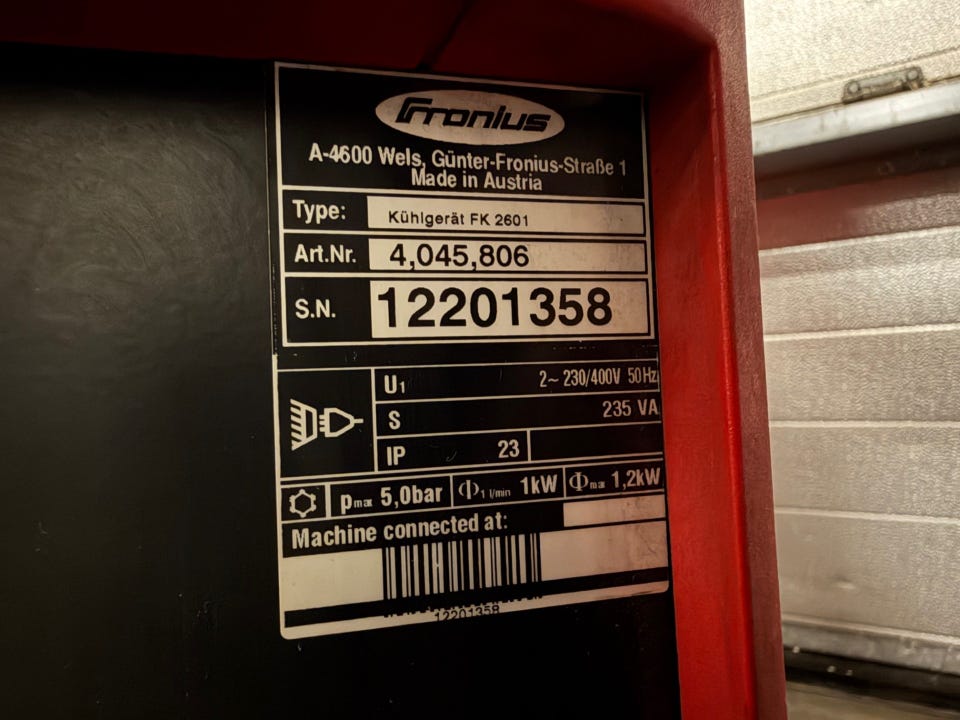 Fronius
A-4600 Wels, Günter-Fronius-Straße 1
Made in Austria
Type: Kühlgerät FK 2601
Art.Nr. 4,045,806
S.N. 12201358
U1 2~ 230/400V 50Hz
S 235 VA
IP 23
pmax 5,0bar Φ1 l/min 1kW Φmax 1,2kW
Machine connected at:
12201358